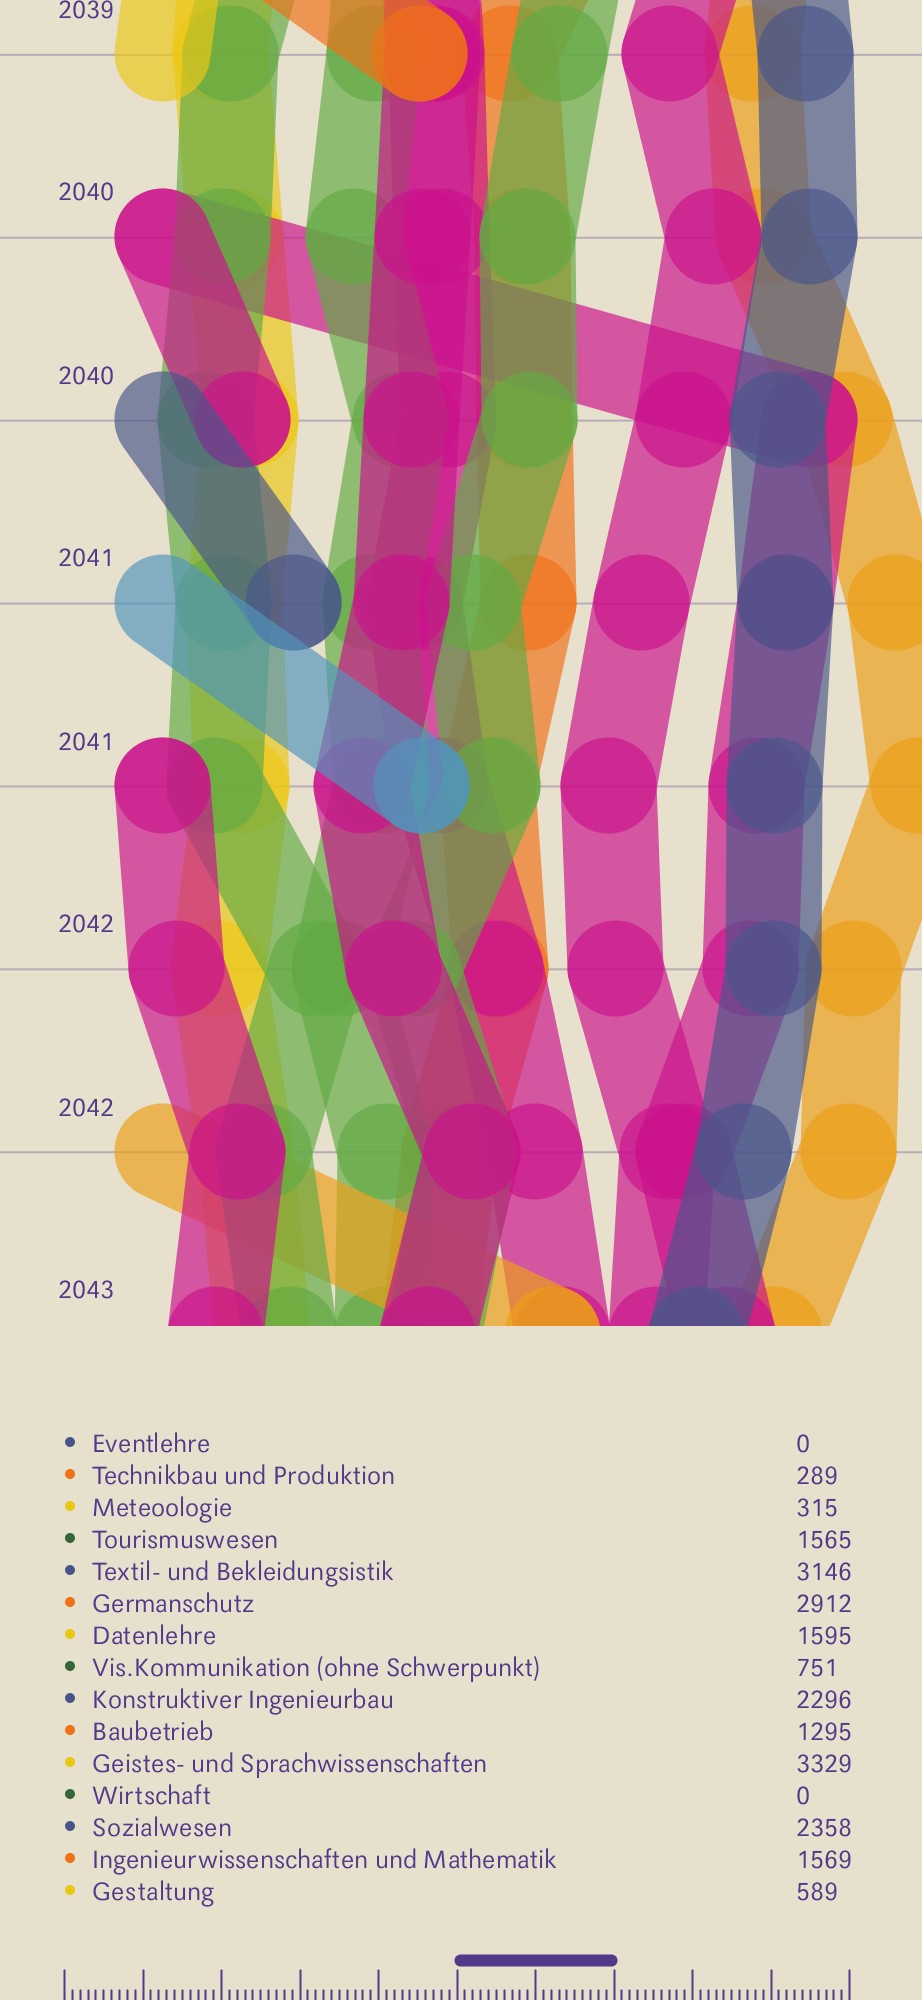 2039
2040
2040
2041
2041
2042
2042
2043
Eventlehre 0
Technikbau und Produktion 289
Meteoologie 315
Tourismuswesen 1565
Textil- und Bekleidungsistik 3146
Germanschutz 2912
Datenlehre 1595
Vis.Kommunikation (ohne Schwerpunkt) 751
Konstruktiver Ingenieurbau 2296
Baubetrieb 1295
Geistes- und Sprachwissenschaften 3329
Wirtschaft 0
Sozialwesen 2358
Ingenieurwissenschaften und Mathematik 1569
Gestaltung 589